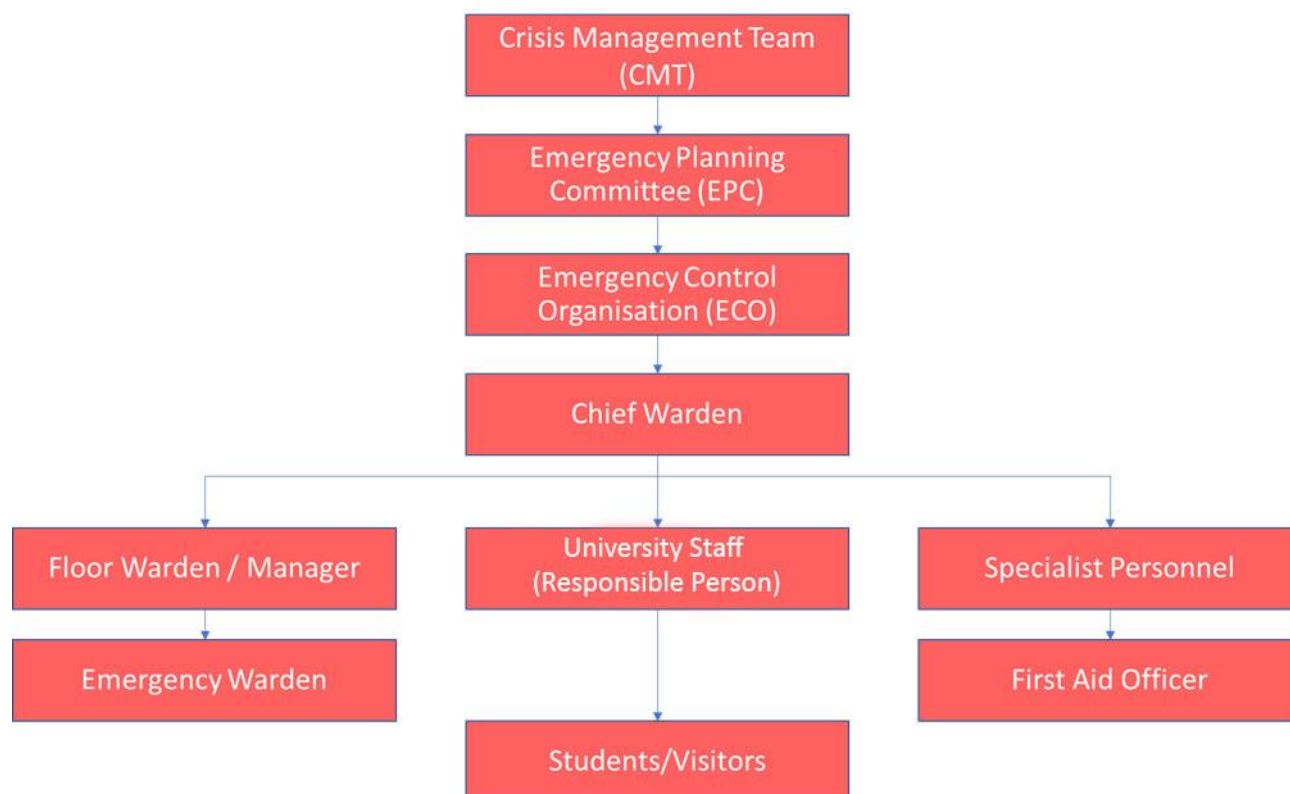 Crisis Management Team
(CMT)
Emergency Planning
Committee (EPC)
Emergency Control
Organisation (ECO)
Chief Warden
Floor Warden / Manager
University Staff
(Responsible Person)
Specialist Personnel
Emergency Warden
First Aid Officer
Students/Visitors